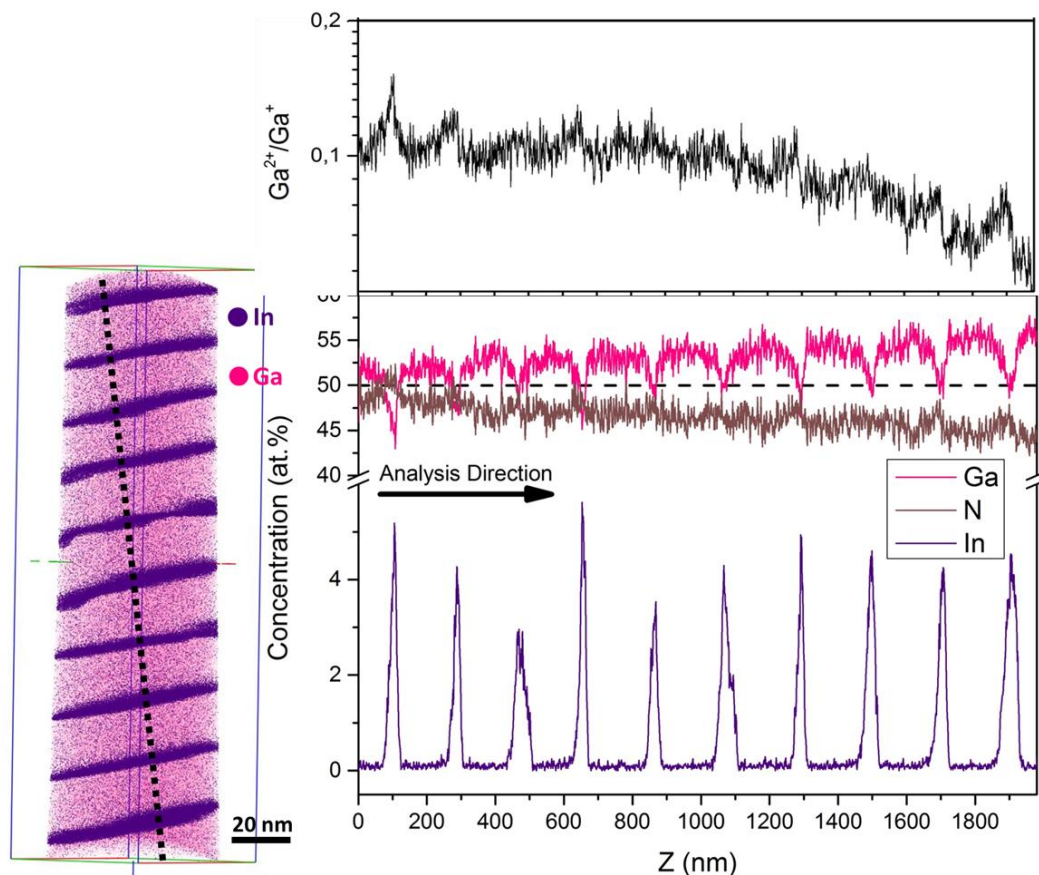 0,2
0,1
Ga²⁺/Ga⁺
In
Ga
20 nm
60
55
50
45
40
4
2
0
Concentration (at. %)
Analysis Direction
Ga
N
In
0 200 400 600 800 1000 1200 1400 1600 1800
Z (nm)